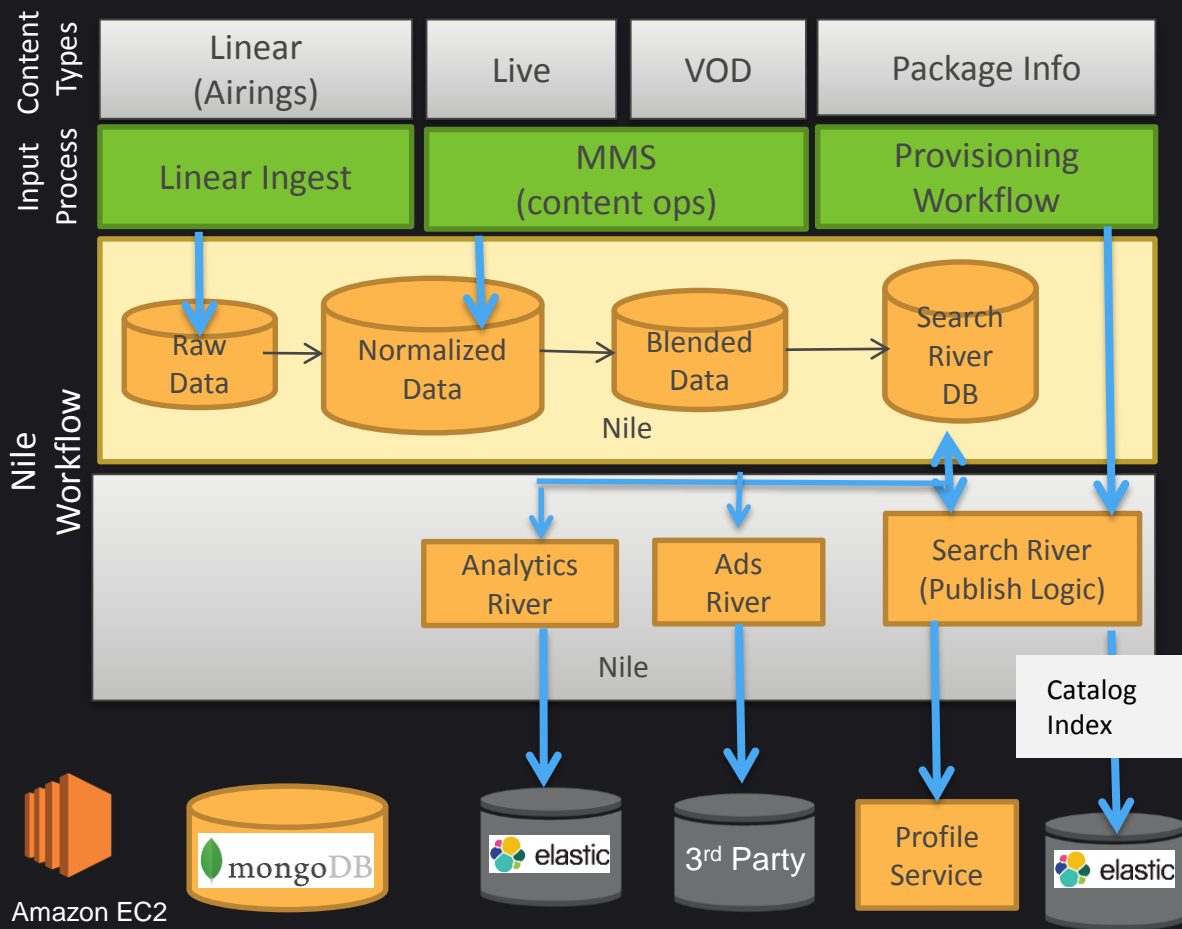 Content
Types
Linear
(Airings)
Live
VOD
Package Info
Input
Process
Linear Ingest
MMS
(content ops)
Provisioning
Workflow
Nile
Workflow
Raw
Data
Normalized
Data
Blended
Data
Search
River
DB
Nile
Analytics
River
Ads
River
Search River
(Publish Logic)
Nile
Catalog
Index
Amazon EC2
mongoDB
elastic
3rd Party
Profile
Service
elastic